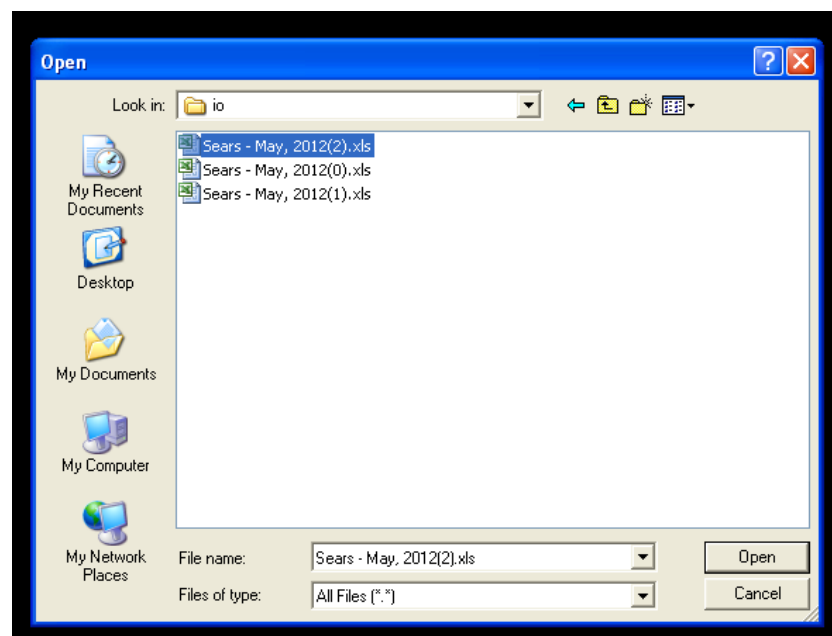 Open
Look in:
io
Sears - May, 2012(2).xls
Sears - May, 2012(0).xls
Sears - May, 2012(1).xls
My Recent
Documents
Desktop
My Documents
My Computer
My Network
Places
File name:
Sears - May, 2012(2).xls
Open
Files of type:
All Files (*.*)
Cancel